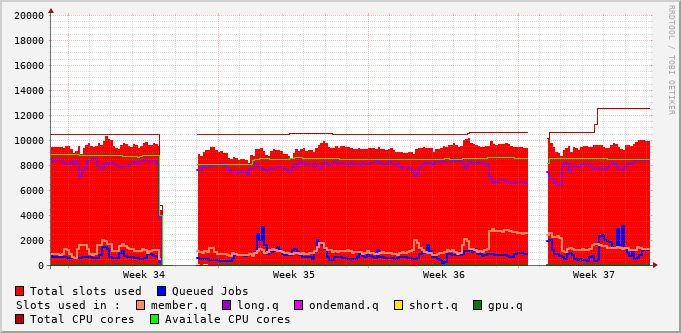 20000
18000
16000
14000
12000
10000
8000
6000
4000
2000
0
RRDTOOL / TOBI OETIKER
Week 34 Week 35 Week 36 Week 37
Total slots used Queued Jobs
Slots used in : member.q long.q ondemand.q short.q gpu.q
Total CPU cores Availale CPU cores